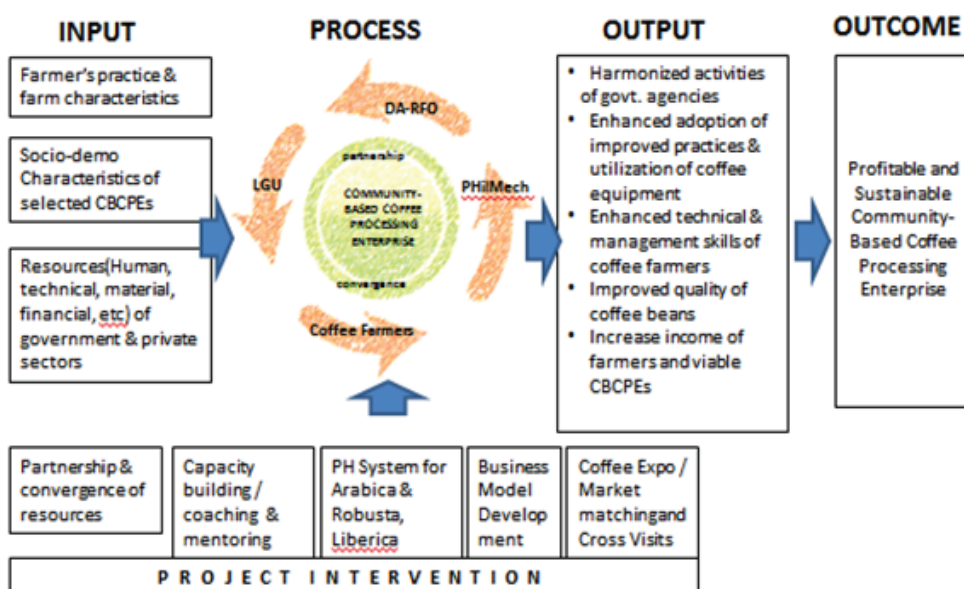 INPUT
Farmer's practice &
farm characteristics
Socio-demo
Characteristics of
selected CBCPEs
Resources(Human,
technical, material,
financial, etc) of
government & private
sectors
PROCESS
DA-RFO
LGU
PHilMech
Coffee Farmers
partnership
COMMUNITY-
BASED COFFEE
PROCESSING
ENTERPRISE
convergence
OUTPUT
• Harmonized activities
of govt. agencies
• Enhanced adoption of
improved practices &
utilization of coffee
equipment
• Enhanced technical &
management skills of
coffee farmers
• Improved quality of
coffee beans
• Increase income of
farmers and viable
CBCPEs
OUTCOME
Profitable and
Sustainable
Community-
Based Coffee
Processing
Enterprise
Partnership &
convergence of
resources
Capacity
building /
coaching &
mentoring
PH System for
Arabica &
Robusta,
Liberica
Business
Model
Develop
ment
Coffee Expo /
Market
matchingand
Cross Visits
PROJECT INTERVENTION